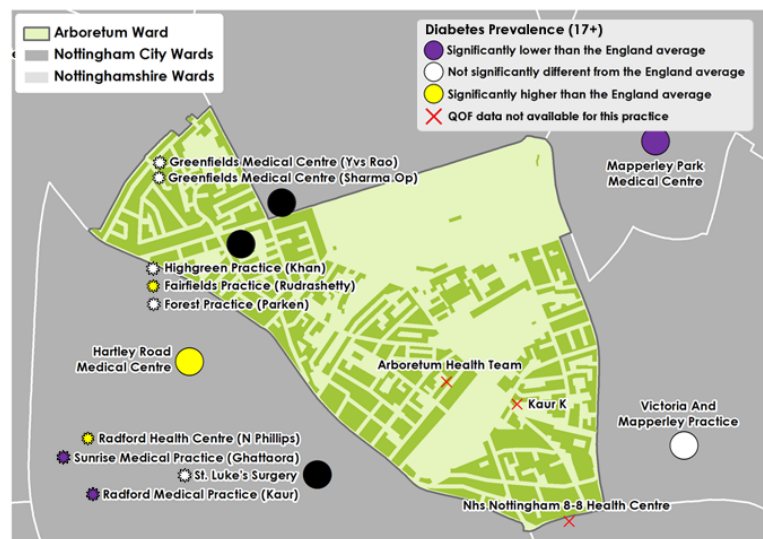 Arboretum Ward
Nottingham City Wards
Nottinghamshire Wards
Diabetes Prevalence (17+)
Significantly lower than the England average
Not significantly different from the England average
Significantly higher than the England average
QOF data not available for this practice
Mapperley Park
Medical Centre
Greenfields Medical Centre (Yvs Rao)
Greenfields Medical Centre (Sharma.Op)
Highgreen Practice (Khan)
Fairfields Practice (Rudrashetty)
Forest Practice (Parken)
Hartley Road
Medical Centre
Arboretum Health Team
Kaur K
Victoria And
Mapperley Practice
Radford Health Centre (N Phillips)
Sunrise Medical Practice (Ghattaora)
St. Luke's Surgery
Radford Medical Practice (Kaur)
Nhs Nottingham 8-8 Health Centre